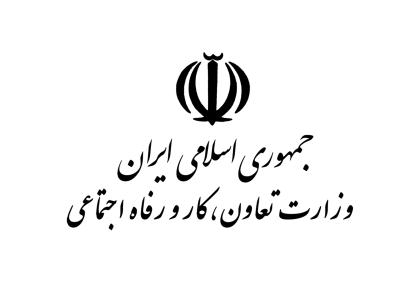 جمهوری اسلامی ایران
وزارت تعاون، کار و رفاه اجتماعی